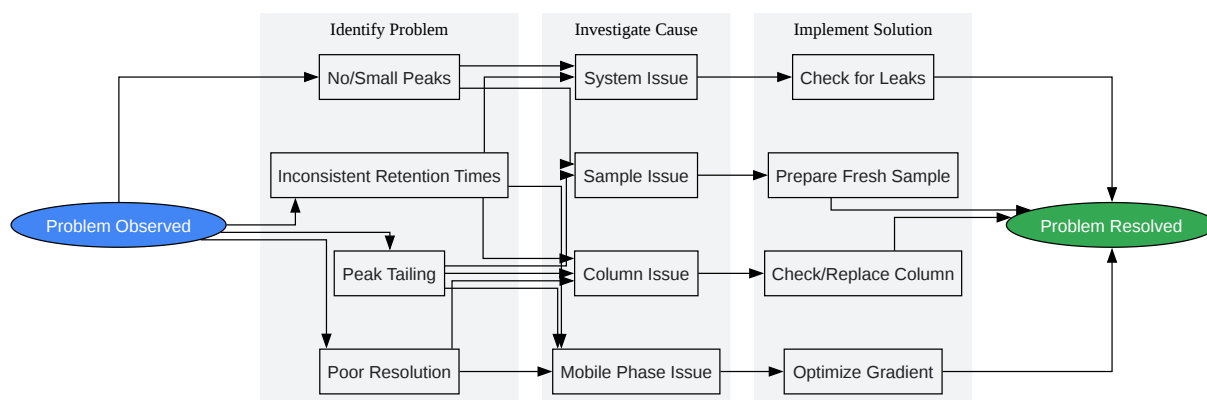 Identify Problem
Investigate Cause
Implement Solution
No/Small Peaks
System Issue
Check for Leaks
Inconsistent Retention Times
Sample Issue
Prepare Fresh Sample
Problem Observed
Problem Resolved
Peak Tailing
Column Issue
Check/Replace Column
Poor Resolution
Mobile Phase Issue
Optimize Gradient